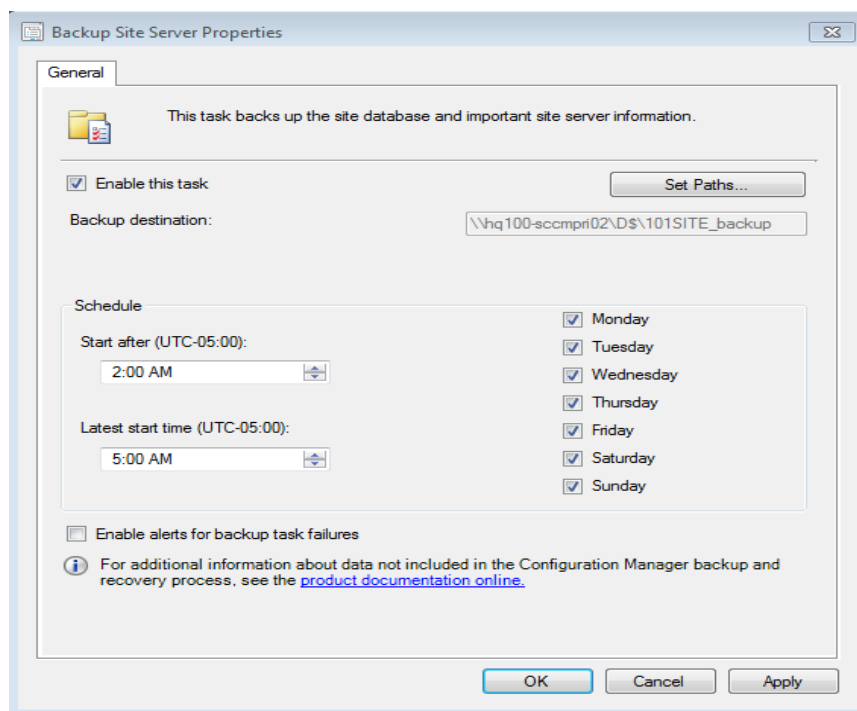 Backup Site Server Properties
General
This task backs up the site database and important site server information.
Enable this task
Set Paths...
Backup destination:
\\hq100-sccmpri02\D$\101SITE_backup
Schedule
Start after (UTC-05:00):
2:00 AM
Latest start time (UTC-05:00):
5:00 AM
Monday
Tuesday
Wednesday
Thursday
Friday
Saturday
Sunday
Enable alerts for backup task failures
For additional information about data not included in the Configuration Manager backup and
recovery process, see the product documentation online.
OK
Cancel
Apply